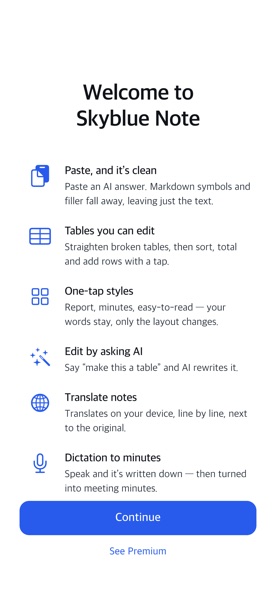 Welcome to
Skyblue Note
Paste, and it's clean
Paste an AI answer. Markdown symbols and
filler fall away, leaving just the text.
Tables you can edit
Straighten broken tables, then sort, total
and add rows with a tap.
One-tap styles
Report, minutes, easy-to-read — your
words stay, only the layout changes.
Edit by asking AI
Say "make this a table" and AI rewrites it.
Translate notes
Translates on your device, line by line, next
to the original.
Dictation to minutes
Speak and it's written down — then turned
into meeting minutes.
Continue
See Premium